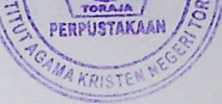 TORAJA
PERPUSTAKAAN
TITUT AGAMA KRISTEN NEGERI TOR